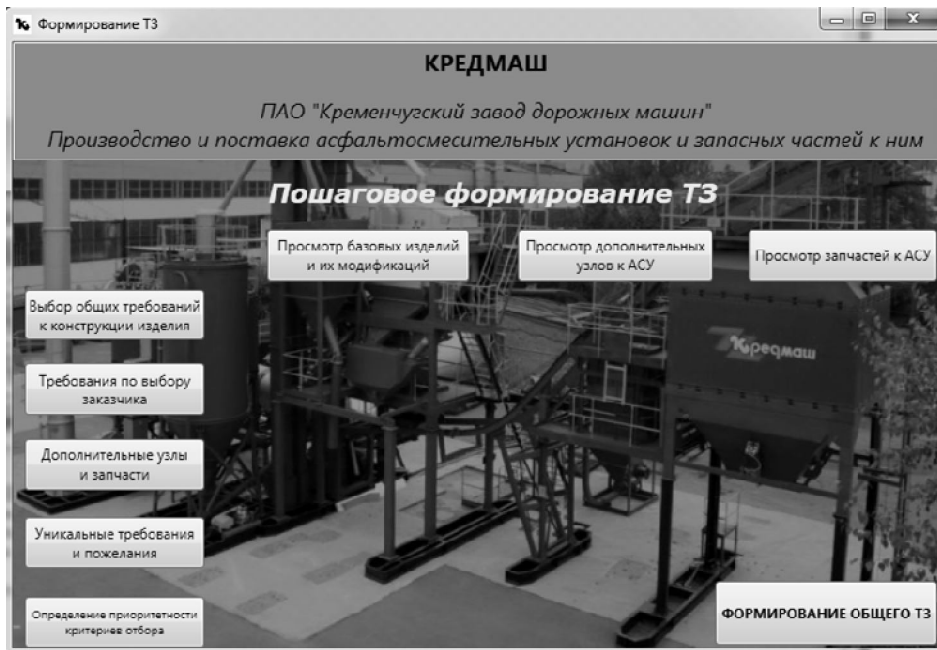 Формирование ТЗ
КРЕДМАШ
ПАО "Кременчугский завод дорожных машин"
Производство и поставка асфальтосмесительных установок и запасных частей к ним
Пошаговое формирование ТЗ
Просмотр базовых изделий
и их модификаций
Просмотр дополнительных
узлов к АСУ
Просмотр запчастей к АСУ
Выбор общих требований
к конструкции изделия
Требования по выбору
заказчика
Дополнительные узлы
и запчасти
Уникальные требования
и пожелания
Определение приоритетности
критериев отбора
Кредмаш
ФОРМИРОВАНИЕ ОБЩЕГО ТЗ